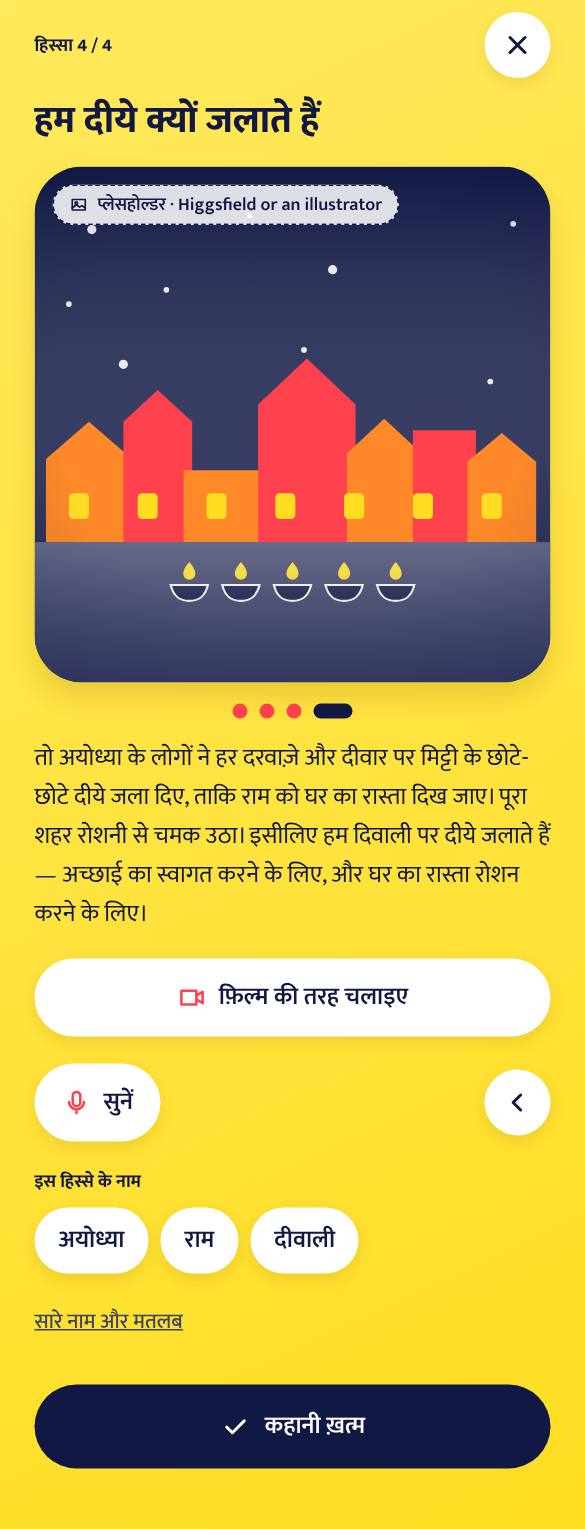 हिस्सा 4 / 4
हम दीये क्यों जलाते हैं
प्लेसहोल्डर · Higgsfield or an illustrator
तो अयोध्या के लोगों ने हर दरवाज़े और दीवार पर मिट्टी के छोटे-
छोटे दीये जला दिए, ताकि राम को घर का रास्ता दिख जाए। पूरा
शहर रोशनी से चमक उठा। इसीलिए हम दिवाली पर दीये जलाते हैं
— अच्छाई का स्वागत करने के लिए, और घर का रास्ता रोशन
करने के लिए।
फ़िल्म की तरह चलाइए
सुनें
इस हिस्से के नाम
अयोध्या राम दीवाली
सारे नाम और मतलब
कहानी ख़त्म